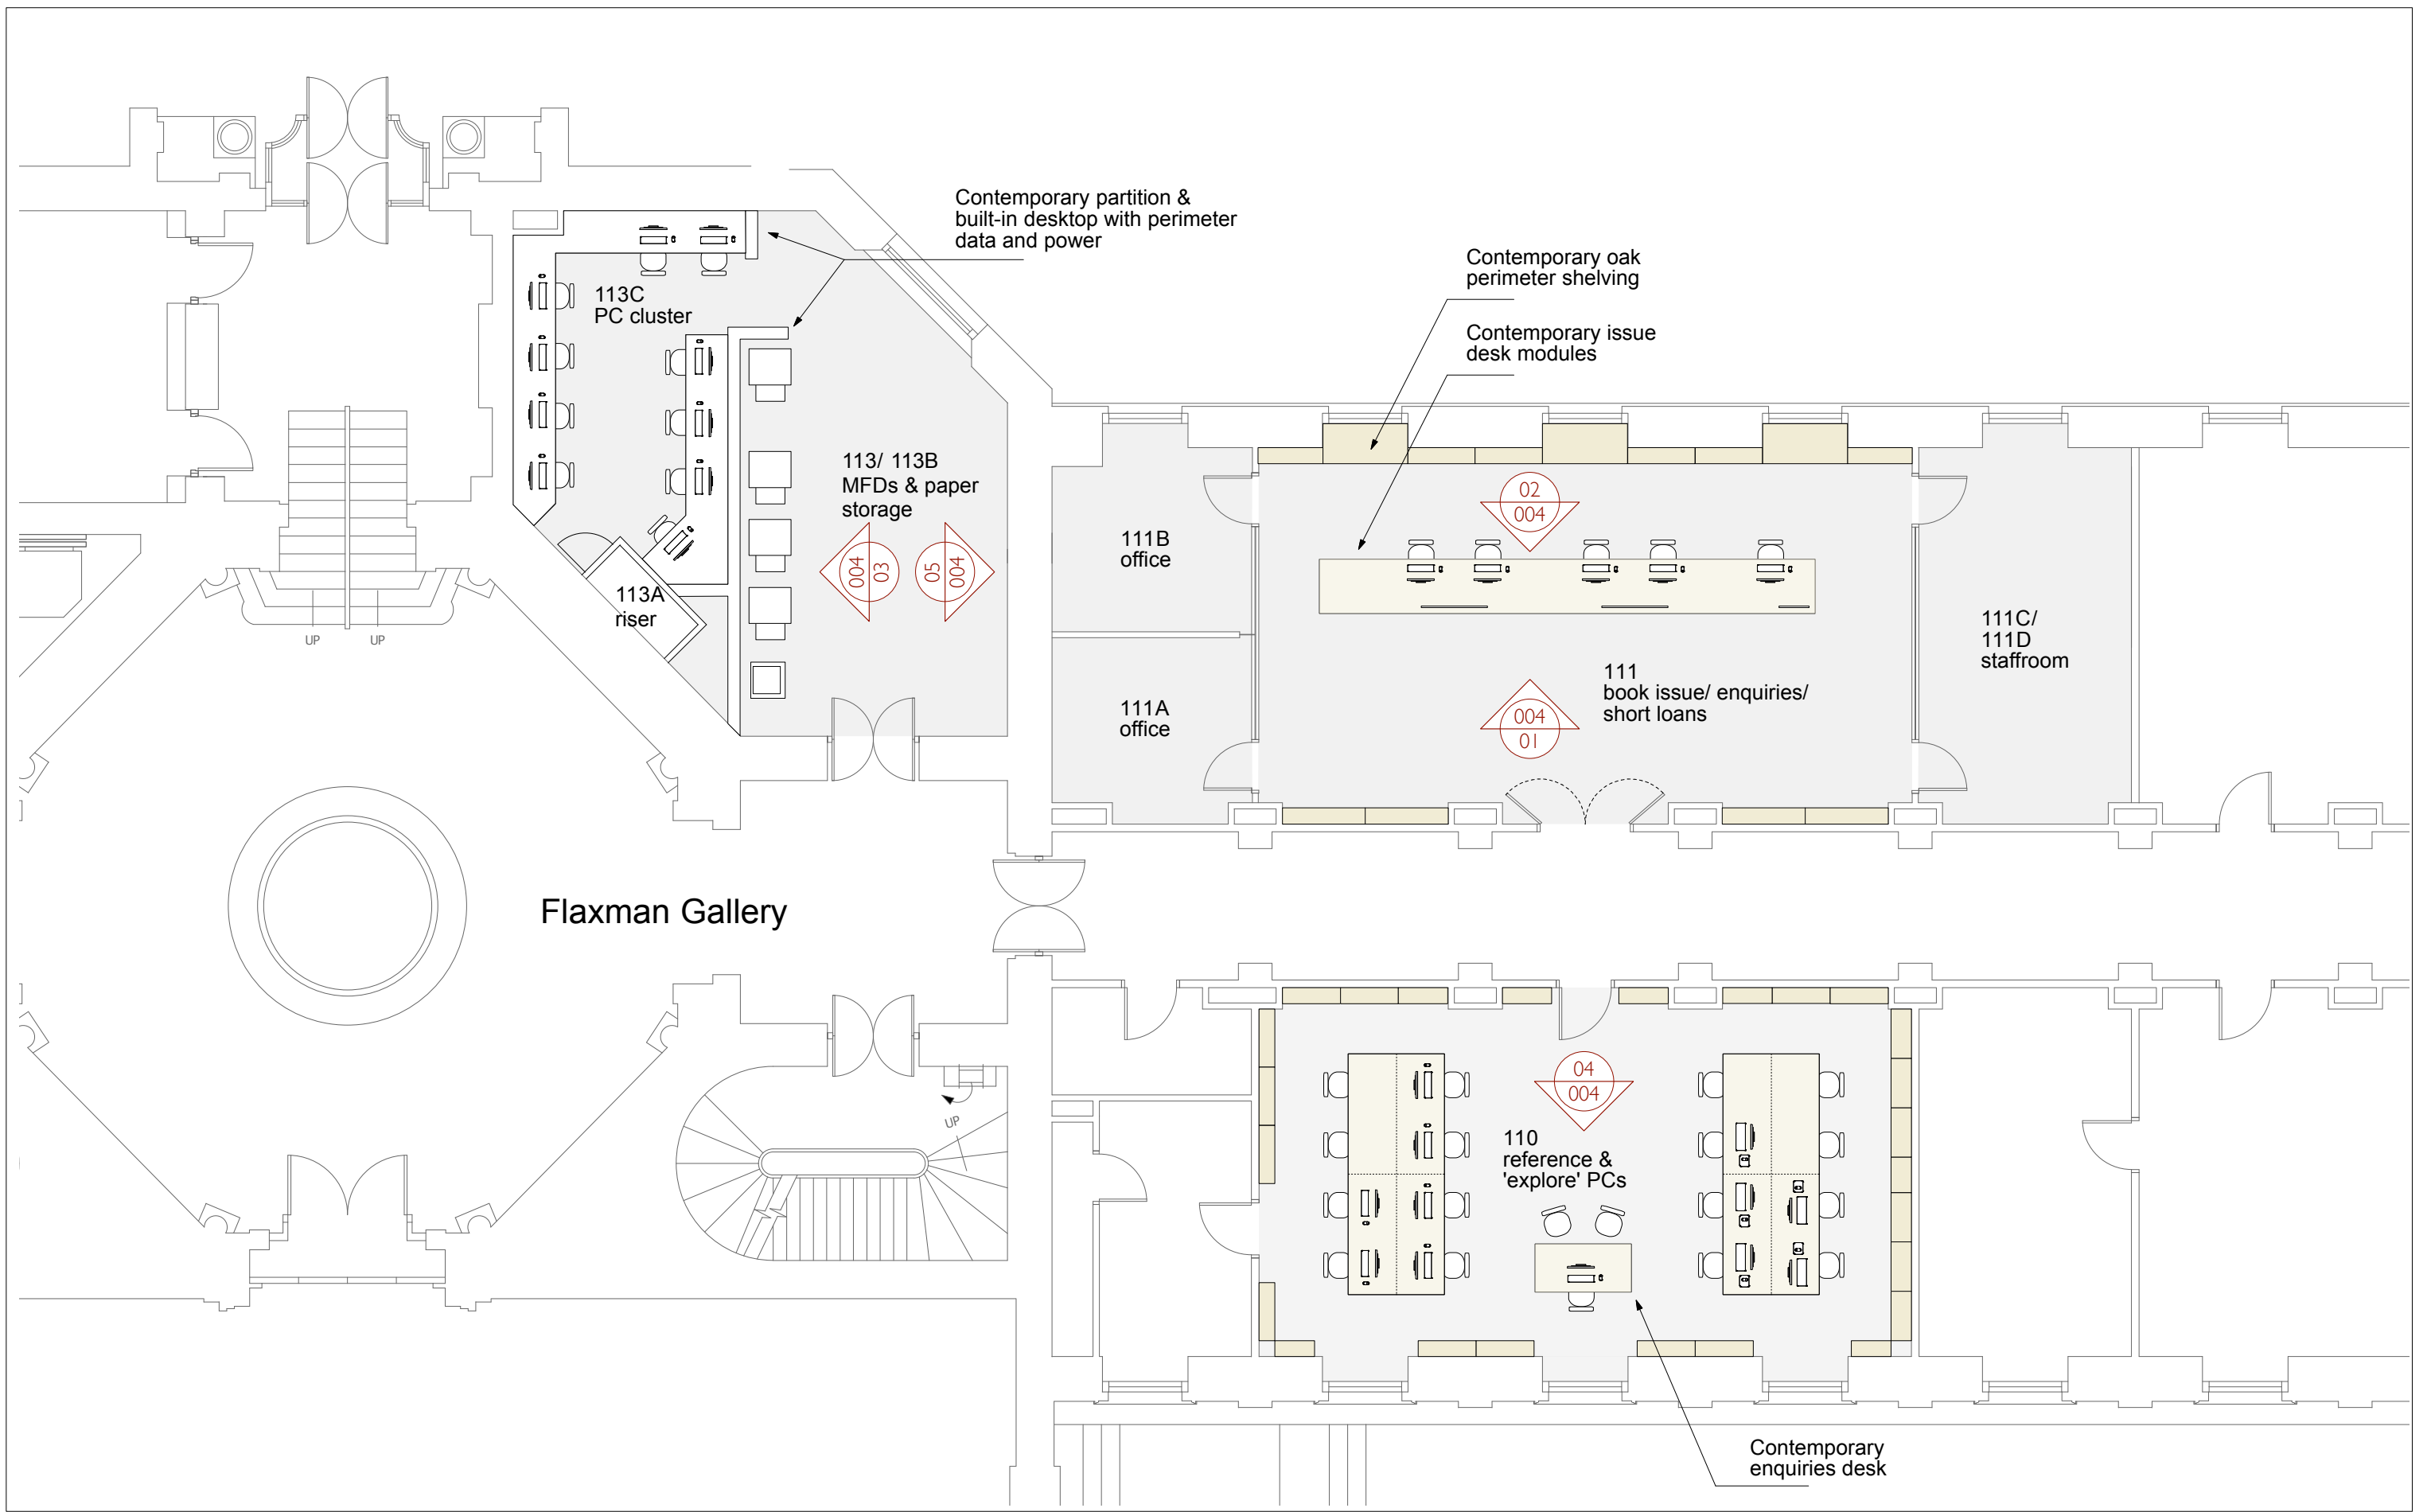 Contemporary partition &
built-in desktop with perimeter
data and power
Contemporary oak
perimeter shelving
Contemporary issue
desk modules
113C
PC cluster
113/ 113B
MFDs & paper
storage
004
03
05
004
113A
riser
UP
UP
111B
office
111A
office
02
004
111
book issue/ enquiries/
short loans
004
01
111C/
111D
staffroom
Flaxman Gallery
UP
04
004
110
reference &
'explore' PCs
Contemporary
enquiries desk